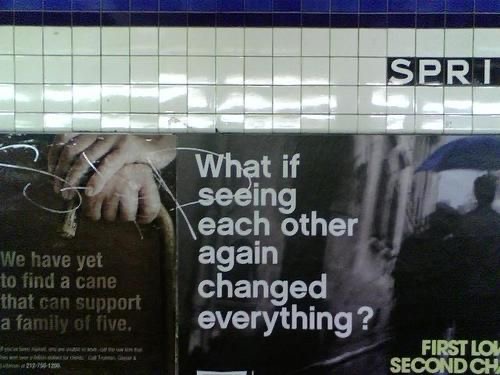 SPRI
We have yet
to find a cane
that can support
a family of five.
What if
seeing
each other
again
changed
everything?
FIRST LO
SECOND CH